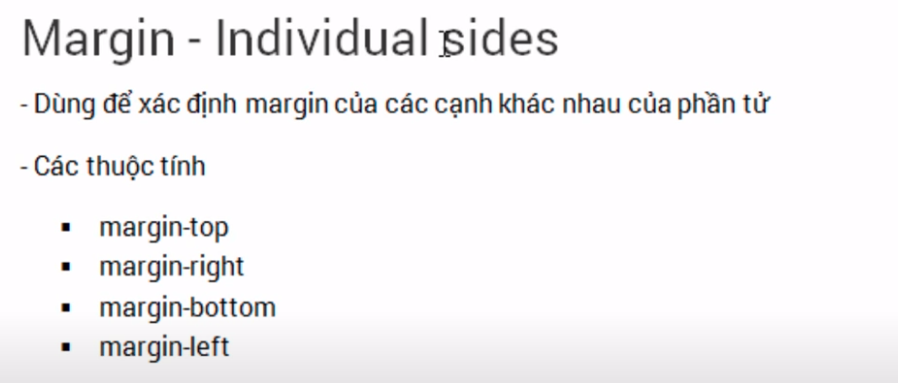 Margin - Individual sides
- Dùng để xác định margin của các cạnh khác nhau của phần tử
- Các thuộc tính
▪ margin-top
▪ margin-right
▪ margin-bottom
▪ margin-left